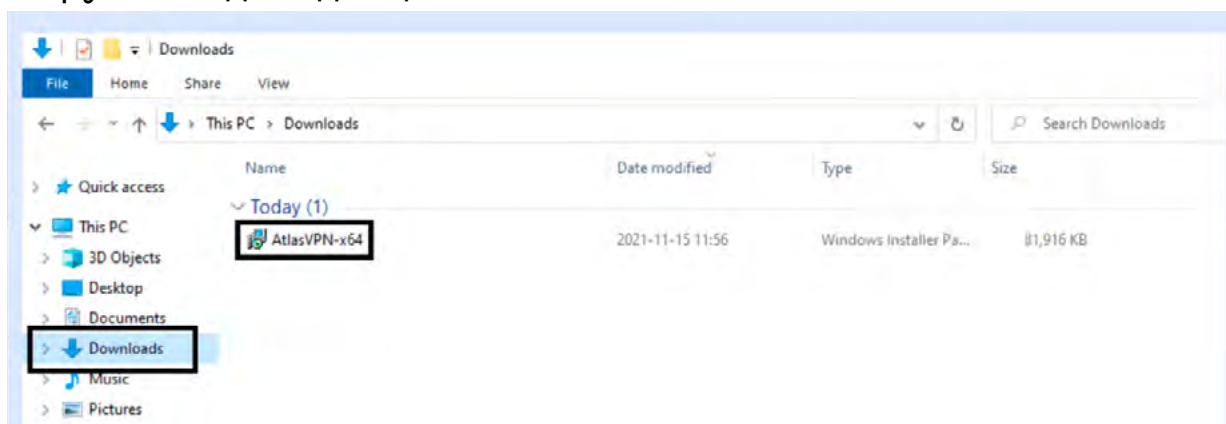 Downloads
File Home Share View
This PC > Downloads Search Downloads
Name Date modified Type Size
Quick access
Today (1)
This PC
AtlasVPN-x64 2021-11-15 11:56 Windows Installer Pa... 81,916 KB
3D Objects
Desktop
Documents
Downloads
Music
Pictures